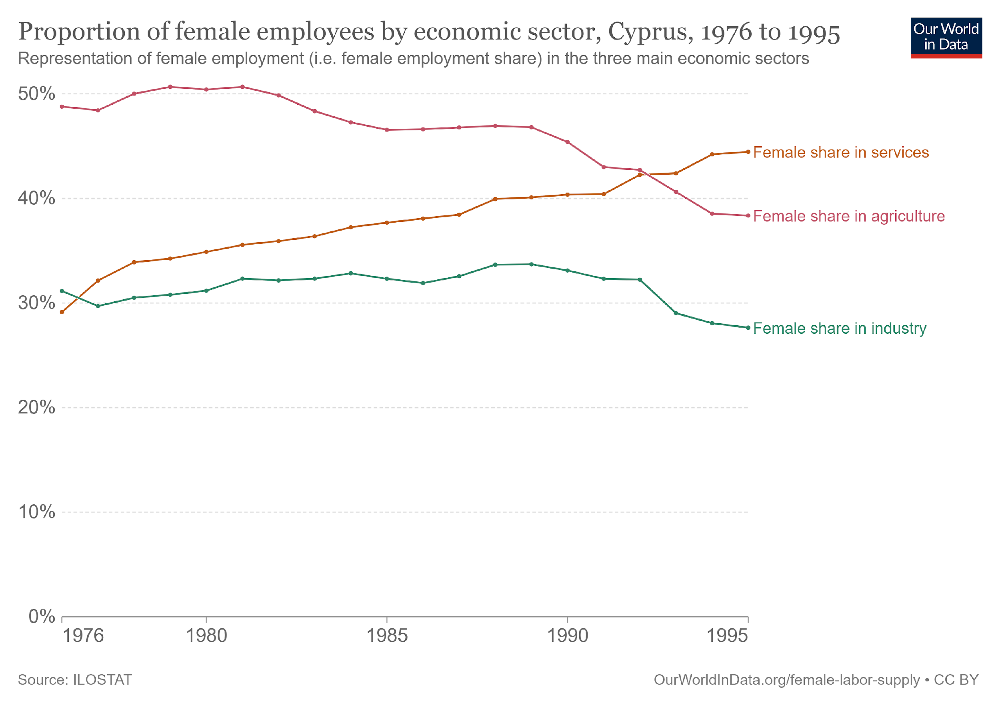 Proportion of female employees by economic sector, Cyprus, 1976 to 1995
Our World
in Data
Representation of female employment (i.e. female employment share) in the three main economic sectors
50%
40%
30%
20%
10%
0%
Female share in services
Female share in agriculture
Female share in industry
1976 1980 1985 1990 1995
Source: ILOSTAT
OurWorldInData.org/female-labor-supply • CC BY